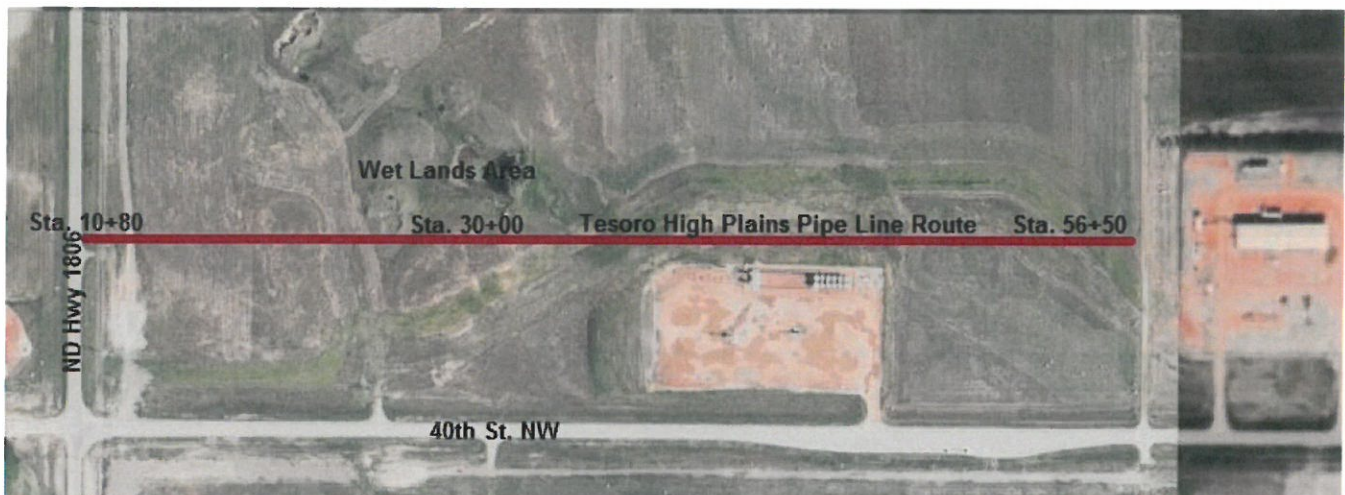 Wet Lands Area
Sta. 10+80
Sta. 30+00
Tesoro High Plains Pipe Line Route
Sta. 56+50
ND Hwy 1806
40th St. NW